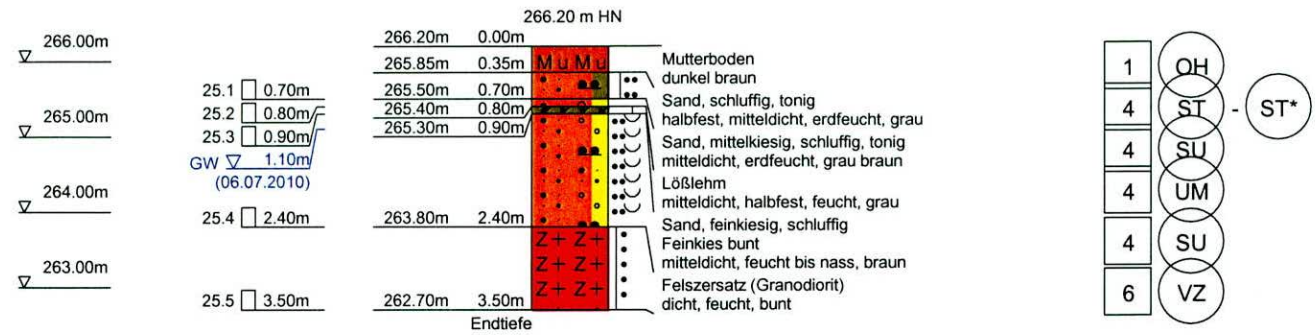 266.20 m HN
266.00m
265.00m
264.00m
263.00m
25.1 0.70m
25.2 0.80m
25.3 0.90m
GW 1.10m
(06.07.2010)
25.4 2.40m
25.5 3.50m
266.20m 0.00m
265.85m 0.35m
265.50m 0.70m
265.40m 0.80m
265.30m 0.90m
263.80m 2.40m
262.70m 3.50m
Endtiefe
Mu Mu
Z+ Z+
Z+ Z+
Z+ Z+
Mutterboden
dunkel braun
Sand, schluffig, tonig
halbfest, mitteldicht, erdfeucht, grau
Sand, mittelkiesig, schluffig, tonig
mitteldicht, erdfeucht, grau braun
Lößlehm
mitteldicht, halbfest, feucht, grau
Sand, feinkiesig, schluffig
Feinkies bunt
mitteldicht, feucht bis nass, braun
Felszersatz (Granodiorit)
dicht, feucht, bunt
1 OH
4 ST - ST*
4 SU
4 UM
4 SU
6 VZ